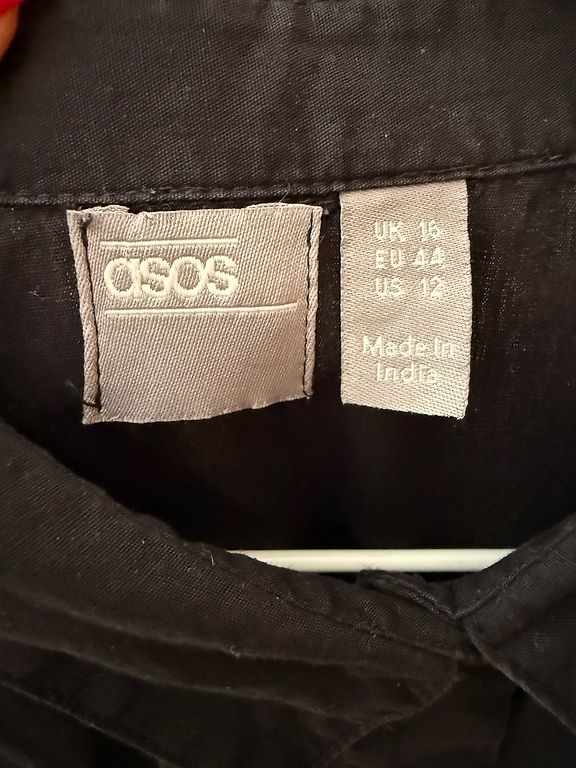 asos
UK 16
EU 44
US 12
Made In
India